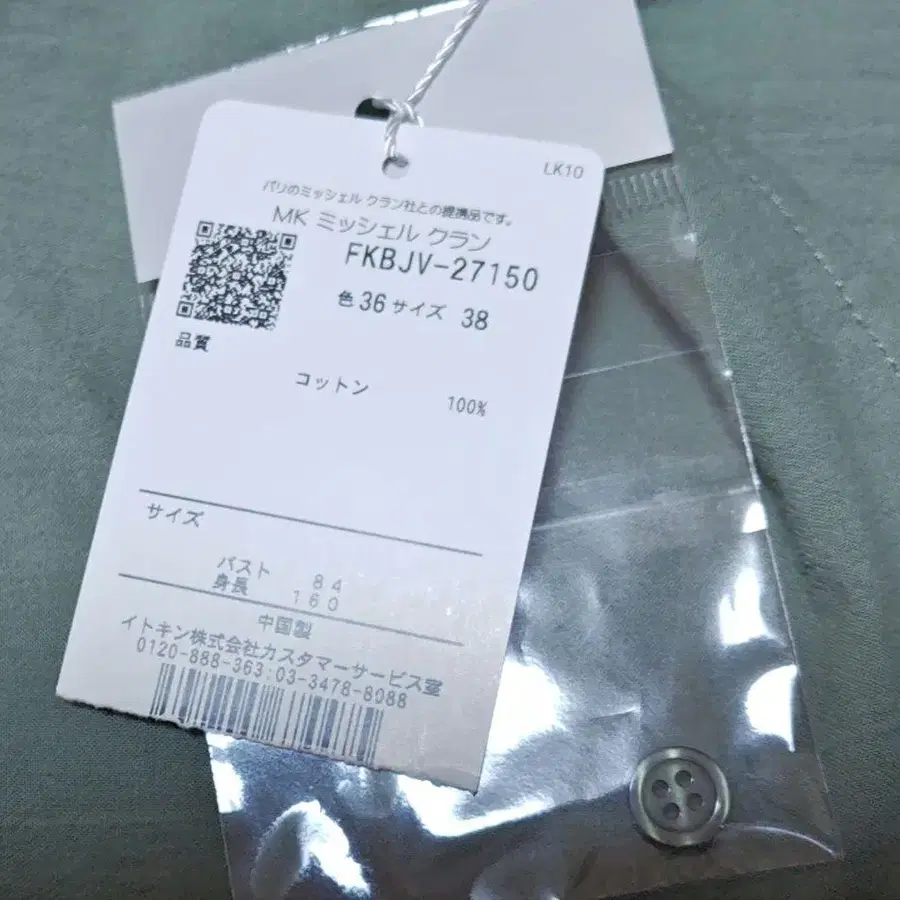 LK10
パリのミッシェル クラン社との提携品です。
MK ミッシェル クラン
FKBJV-27150
色36サイズ 38
品質
コットン 100%
サイズ
バスト 84
身長 160
中国製
イトキン株式会社カスタマーサービス室
0120-888-363.03-3478-8088